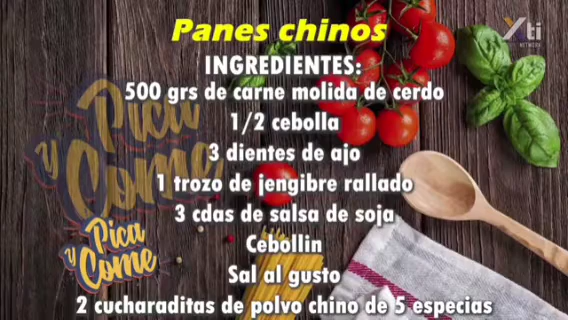 Panes chinos
Yti
NETWORK
INGREDIENTES:
500 grs de carne molida de cerdo
1/2 cebolla
3 dientes de ajo
1 trozo de jengibre rallado
3 cdas de salsa de soja
Cebollin
Sal al gusto
2 cucharaditas de polvo chino de 5 especias
Pica
y Come
Pica
y Come